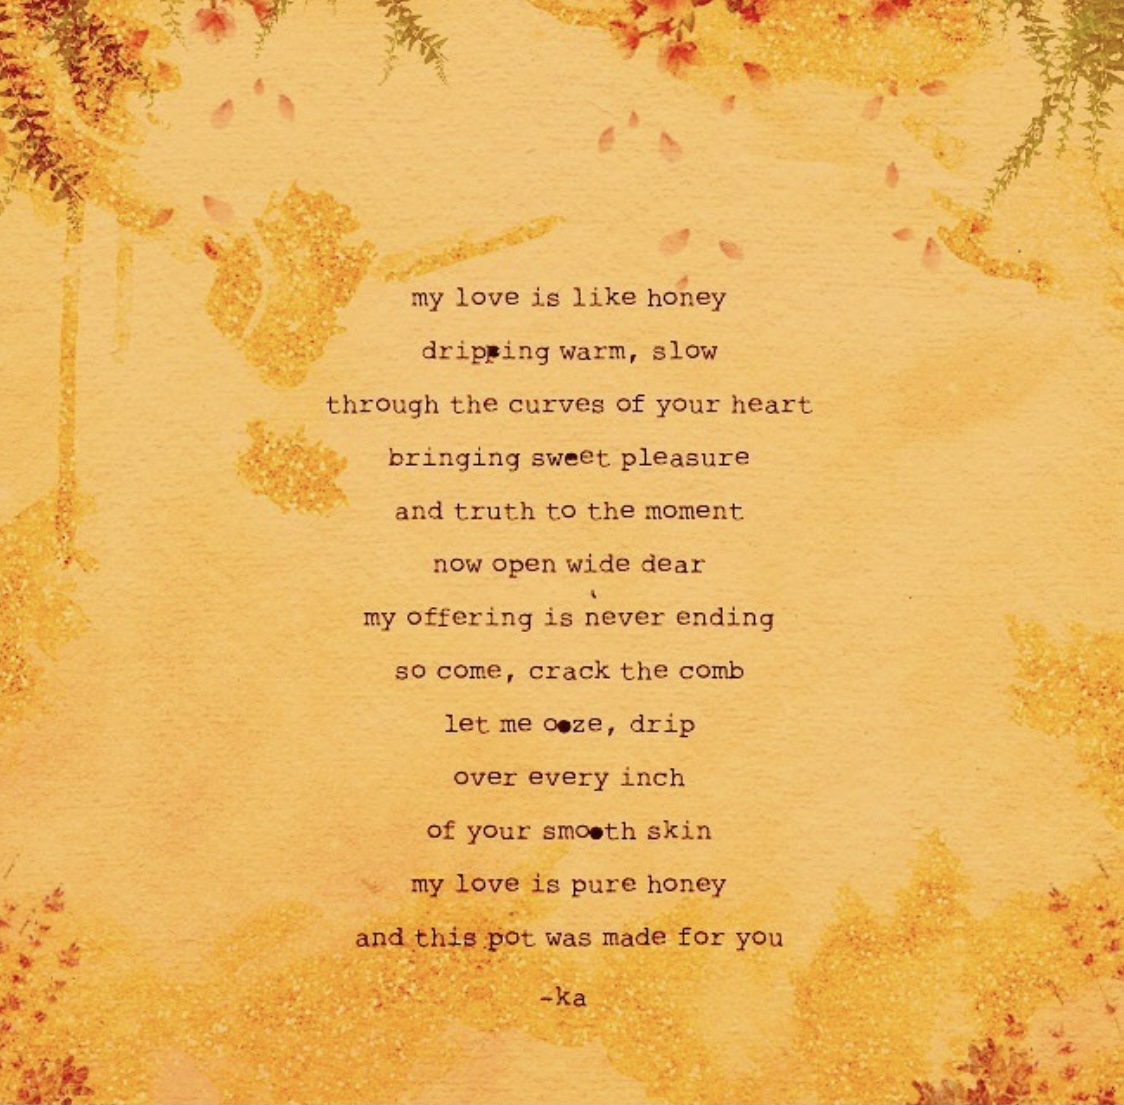 my love is like honey
dripping warm, slow
through the curves of your heart
bringing sweet pleasure
and truth to the moment
now open wide dear
my offering is never ending
so come, crack the comb
let me ooze, drip
over every inch
of your smooth skin
my love is pure honey
and this pot was made for you
-ka